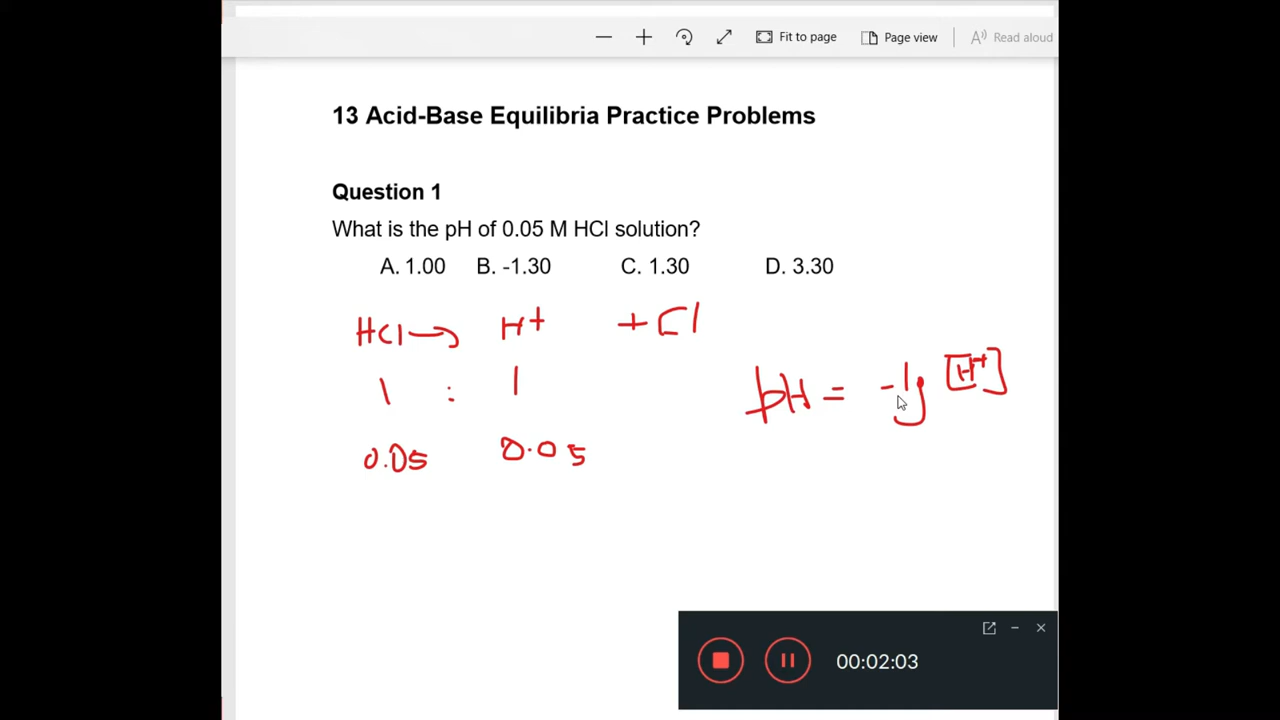 Fit to page Page view Read aloud
13 Acid-Base Equilibria Practice Problems
Question 1
What is the pH of 0.05 M HCl solution?
A. 1.00 B. -1.30 C. 1.30 D. 3.30
HCl → H+ + Cl
1 : 1
pH = -lg [H+]
0.05 0.05
00:02:03